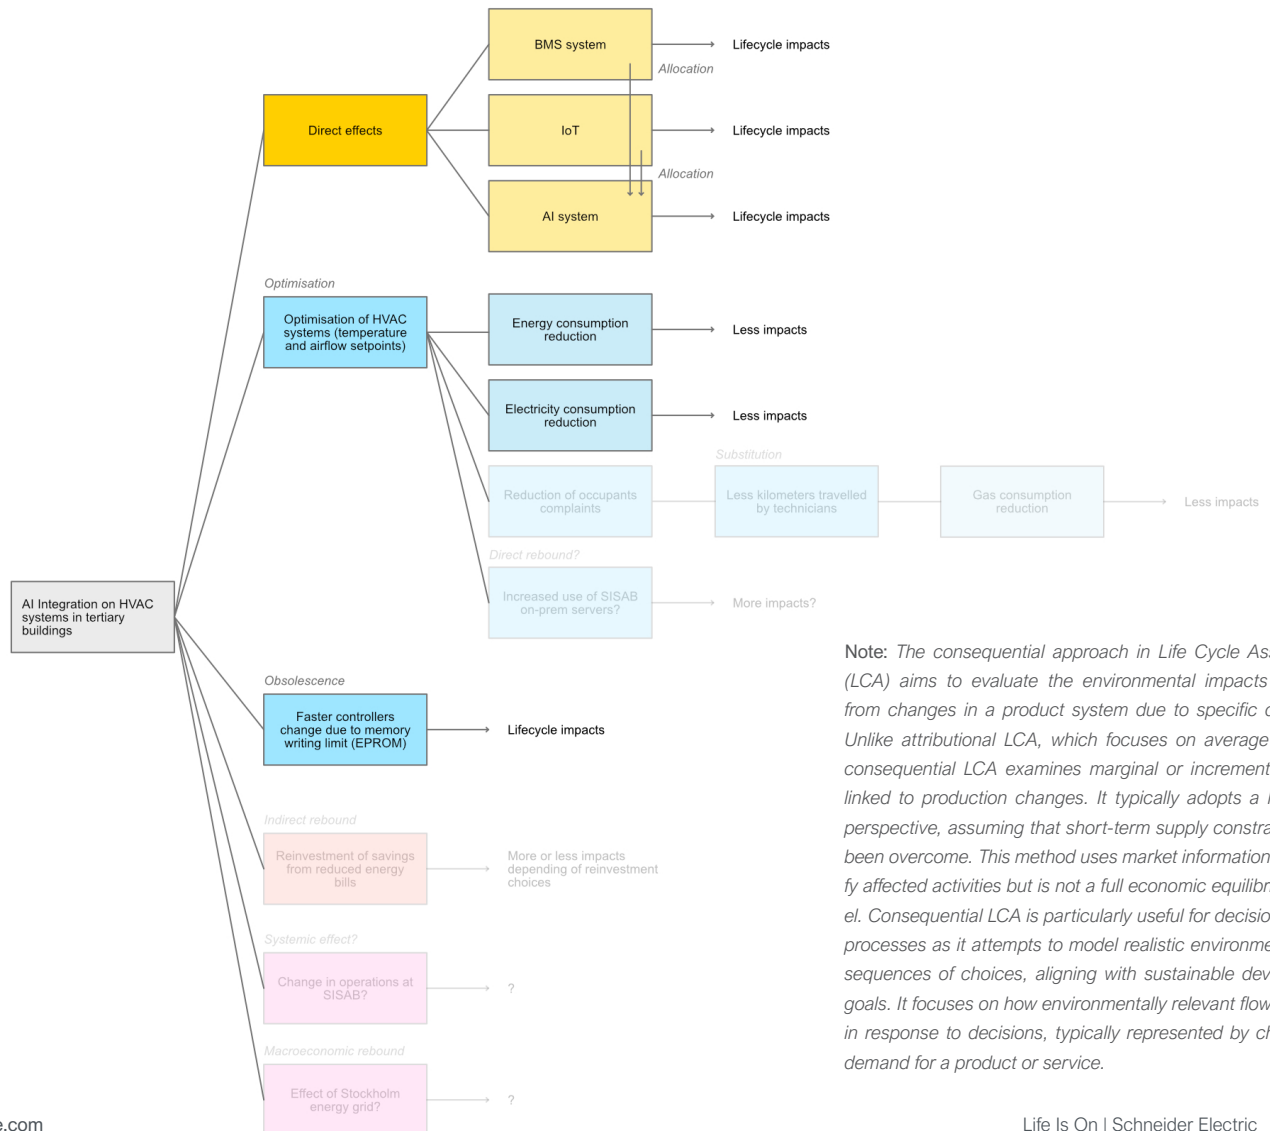 BMS system
Lifecycle impacts
Allocation
Direct effects
IoT
Lifecycle impacts
Allocation
AI system
Lifecycle impacts
Optimisation
Optimisation of HVAC
systems (temperature
and airflow setpoints)
Energy consumption
reduction
Less impacts
Electricity consumption
reduction
Less impacts
Substitution
Reduction of occupants
complaints
Less kilometers travelled
by technicians
Gas consumption
reduction
Less impacts
Direct rebound?
Increased use of SISAB
on-prem servers?
More impacts?
AI Integration on HVAC
systems in tertiary
buildings
Obsolescence
Faster controllers
change due to memory
writing limit (EPROM)
Lifecycle impacts
Indirect rebound
Reinvestment of savings
from reduced energy
bills
More or less impacts
depending of reinvestment
choices
Systemic effect?
Change in operations at
SISAB?
?
Macroeconomic rebound
Effect of Stockholm
energy grid?
?
Note: The consequential approach in Life Cycle Ass
(LCA) aims to evaluate the environmental impacts
from changes in a product system due to specific
Unlike attributional LCA, which focuses on average
consequential LCA examines marginal or increment
linked to production changes. It typically adopts a
perspective, assuming that short-term supply constra
been overcome. This method uses market information
fy affected activities but is not a full economic equilibr
el. Consequential LCA is particularly useful for decisio
processes as it attempts to model realistic environme
sequences of choices, aligning with sustainable dev
goals. It focuses on how environmentally relevant flow
in response to decisions, typically represented by ch
demand for a product or service.
e.com
Life Is On | Schneider Electric